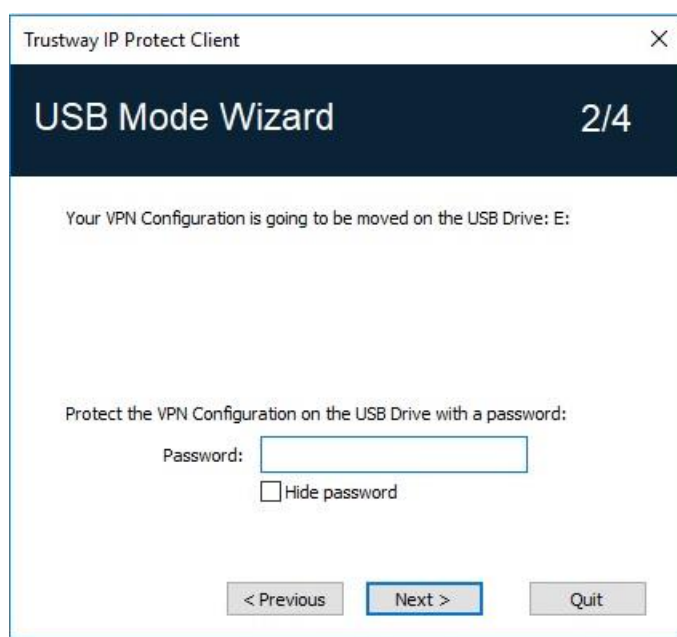 Trustway IP Protect Client
USB Mode Wizard 2/4
Your VPN Configuration is going to be moved on the USB Drive: E:
Protect the VPN Configuration on the USB Drive with a password:
Password:
Hide password
< Previous Next > Quit